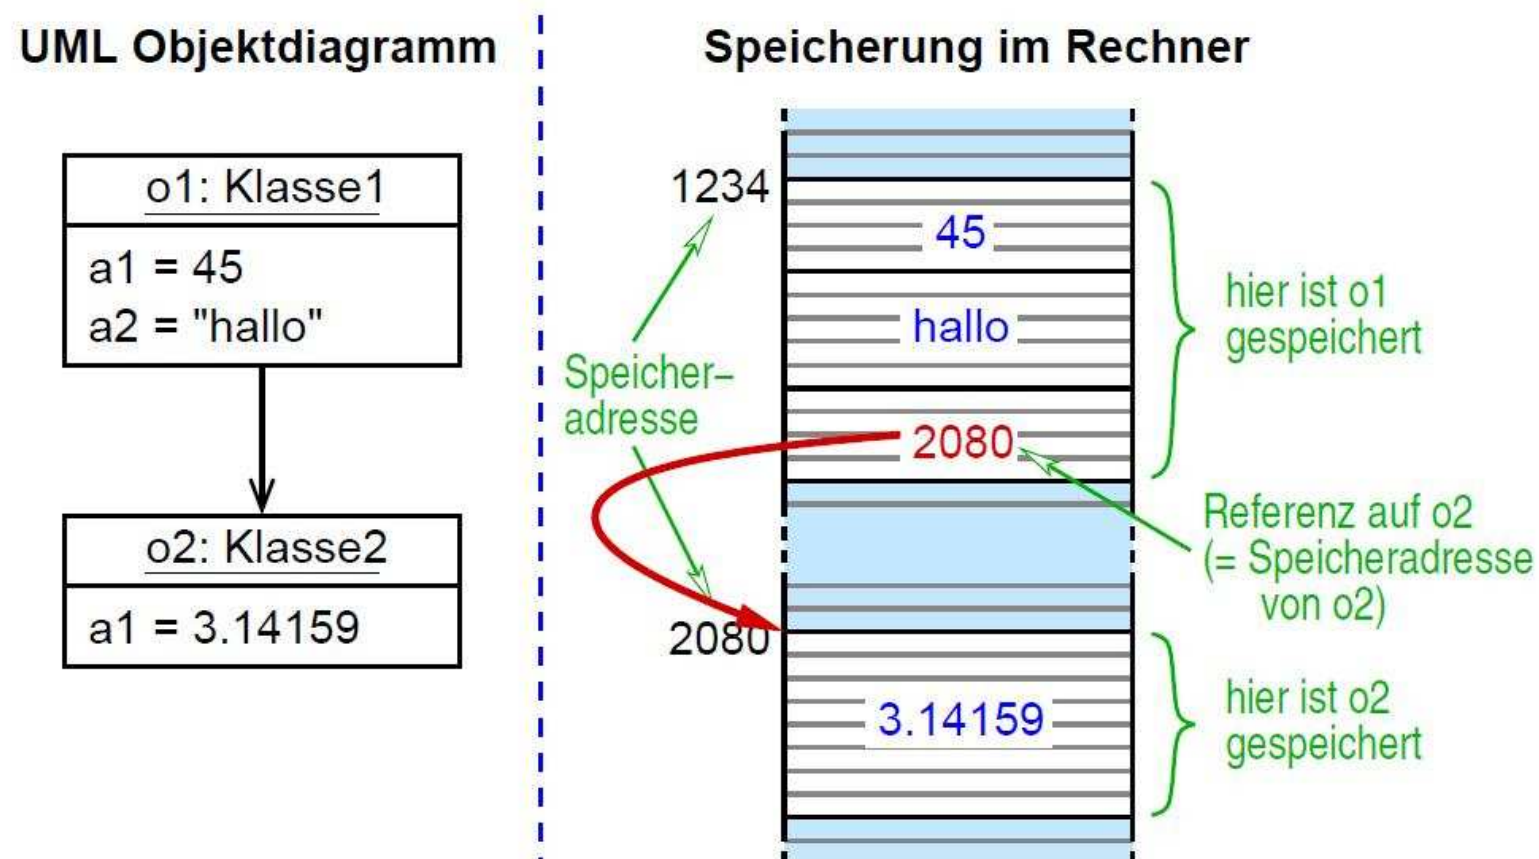 UML Objektdiagramm
o1: Klasse1
a1 = 45
a2 = "hallo"
o2: Klasse2
a1 = 3.14159
Speicherung im Rechner
1234
45
hallo
2080
Speicher–
adresse
2080
3.14159
hier ist o1
gespeichert
Referenz auf o2
(= Speicheradresse
von o2)
hier ist o2
gespeichert